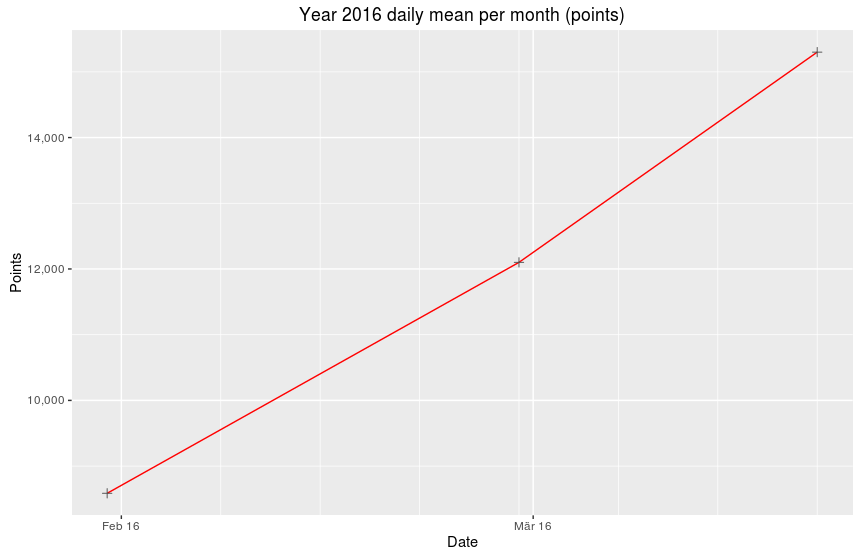 Year 2016 daily mean per month (points)
Points
14,000
12,000
10,000
Feb 16
Mär 16
Date